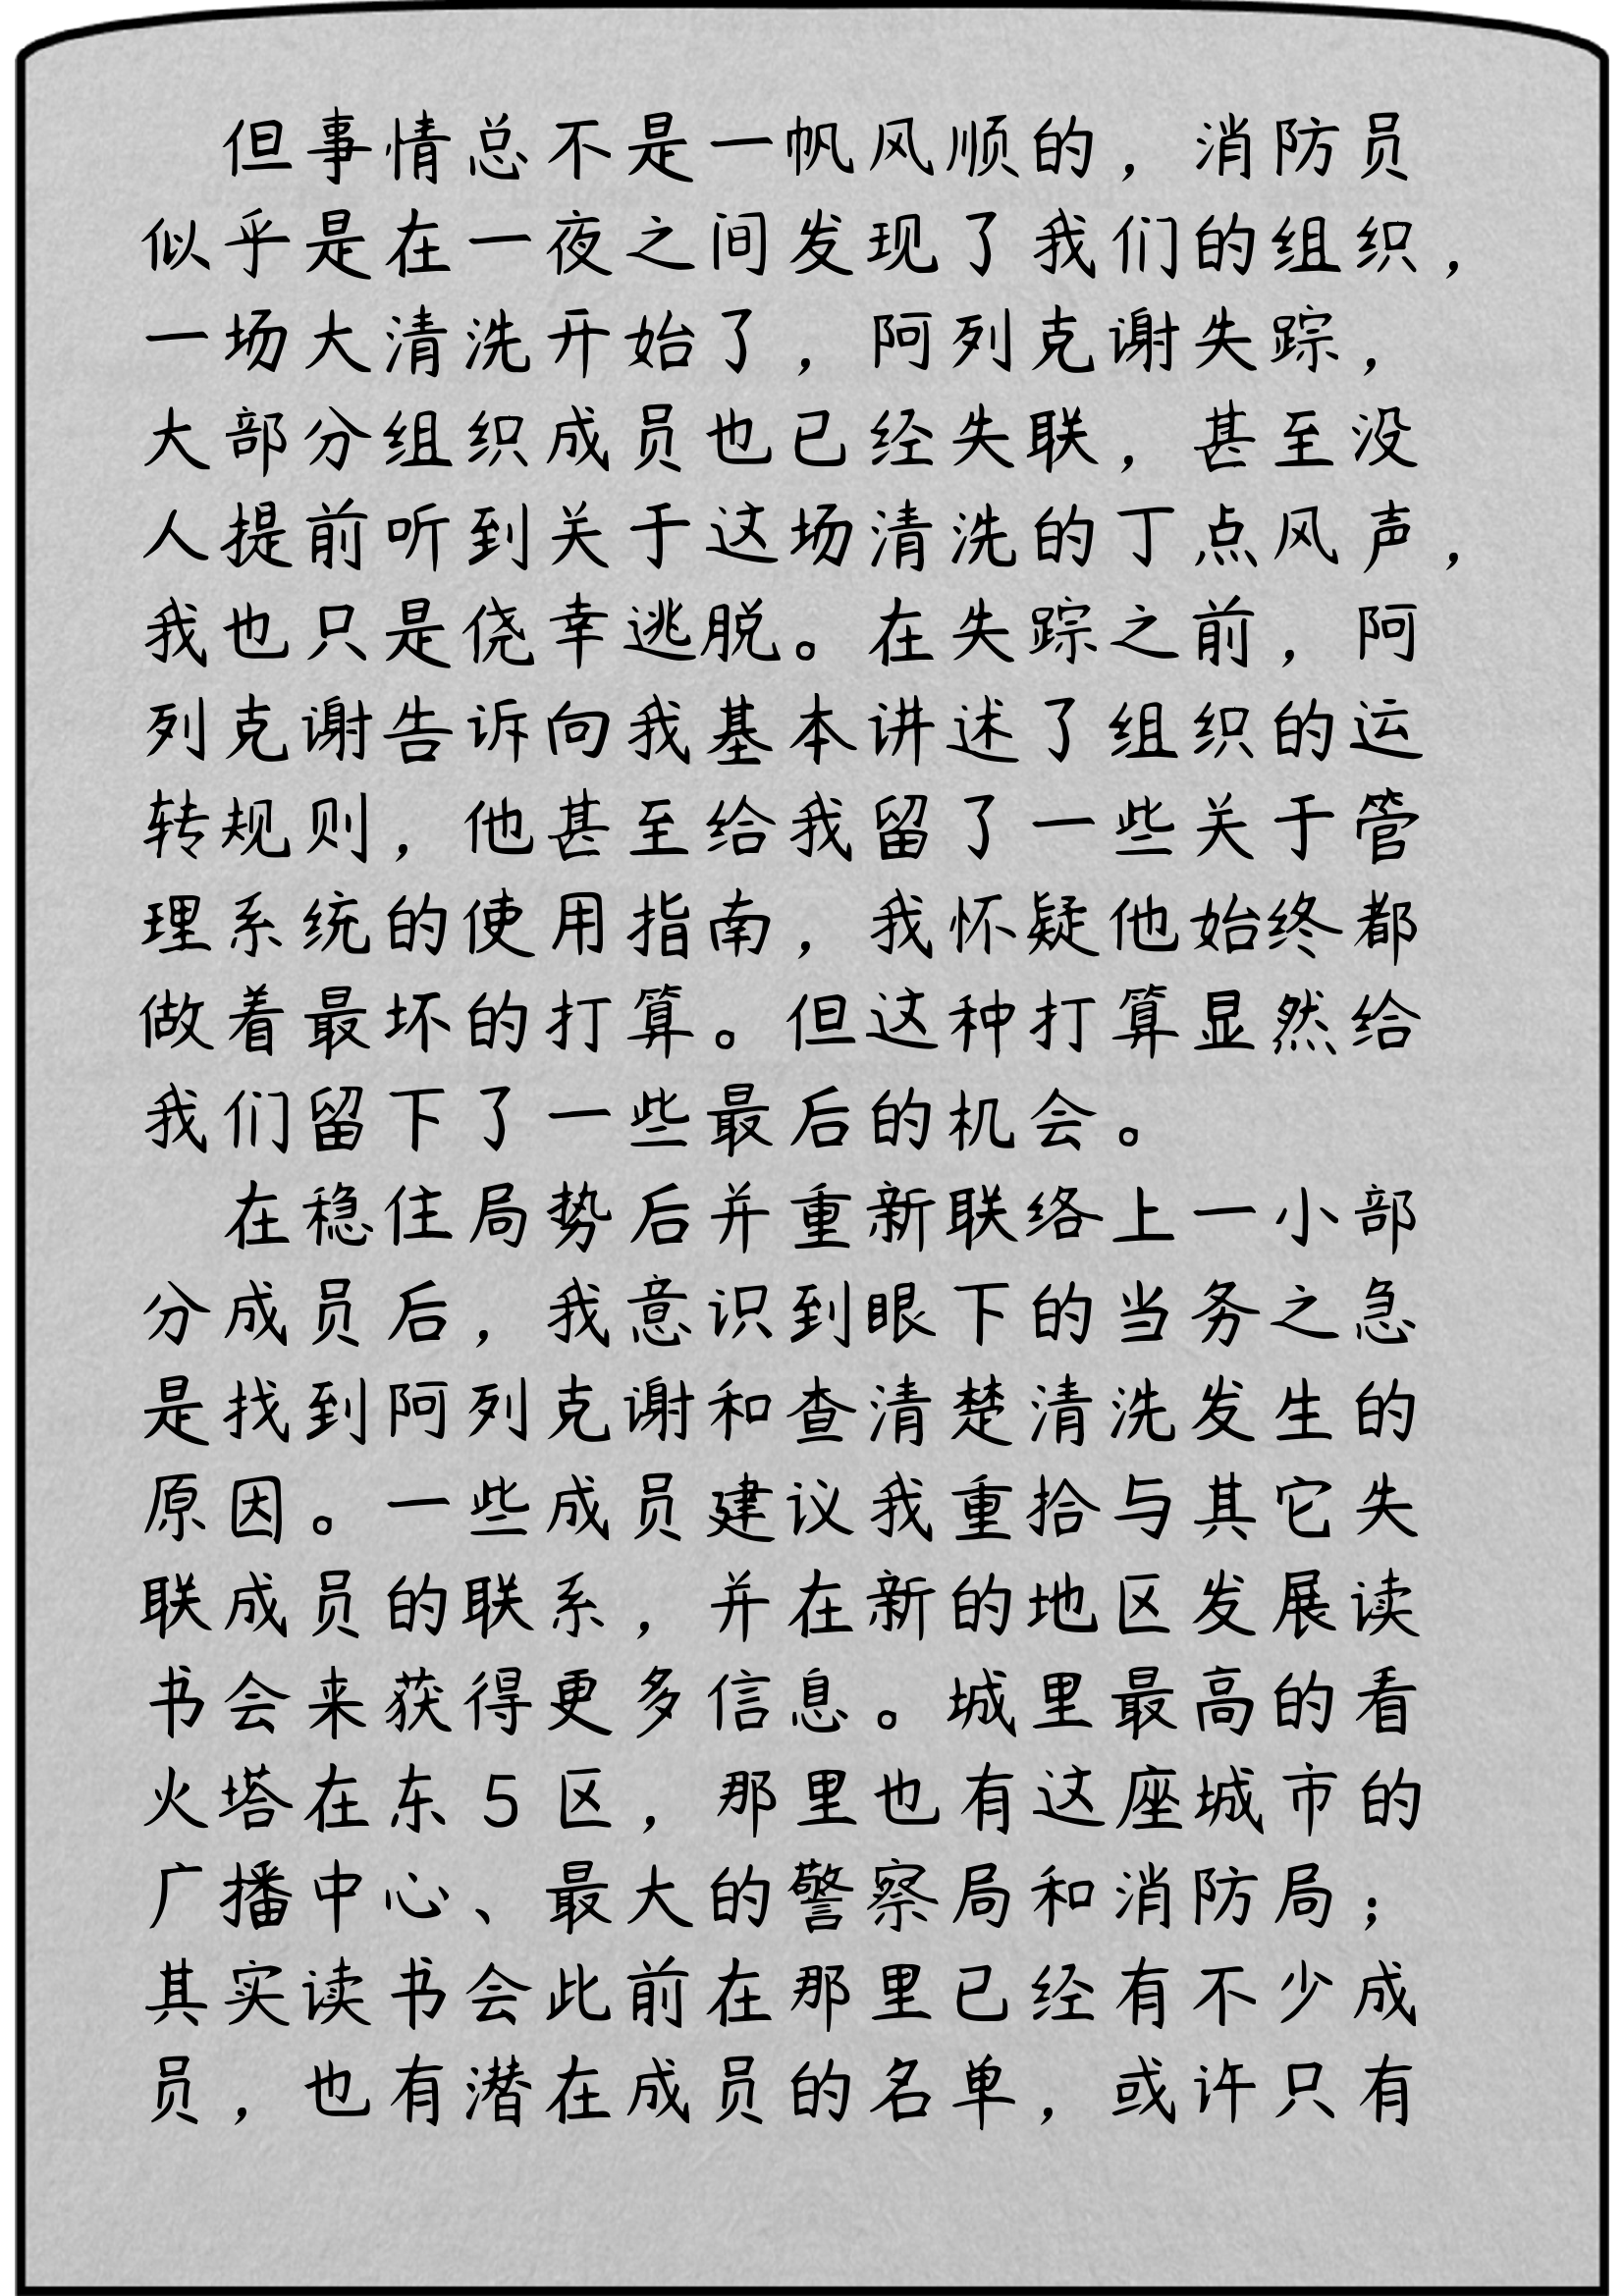 但事情总不是一帆风顺的，消防员
似乎是在一夜之间发现了我们的组织，
一场大清洗开始了，阿列克谢失踪，
大部分组织成员也已经失联，甚至没
人提前听到关于这场清洗的丁点风声，
我也只是侥幸逃脱。在失踪之前，阿
列克谢告诉向我基本讲述了组织的运
转规则，他甚至给我留了一些关于管
理系统的使用指南，我怀疑他始终都
做着最坏的打算。但这种打算显然给
我们留下了一些最后的机会。
在稳住局势后并重新联络上一小部
分成员后，我意识到眼下的当务之急
是找到阿列克谢和查清楚清洗发生的
原因。一些成员建议我重拾与其它失
联成员的联系，并在新的地区发展读
书会来获得更多信息。城里最高的看
火塔在东5区，那里也有这座城市的
广播中心、最大的警察局和消防局；
其实读书会此前在那里已经有不少成
员，也有潜在成员的名单，或许只有